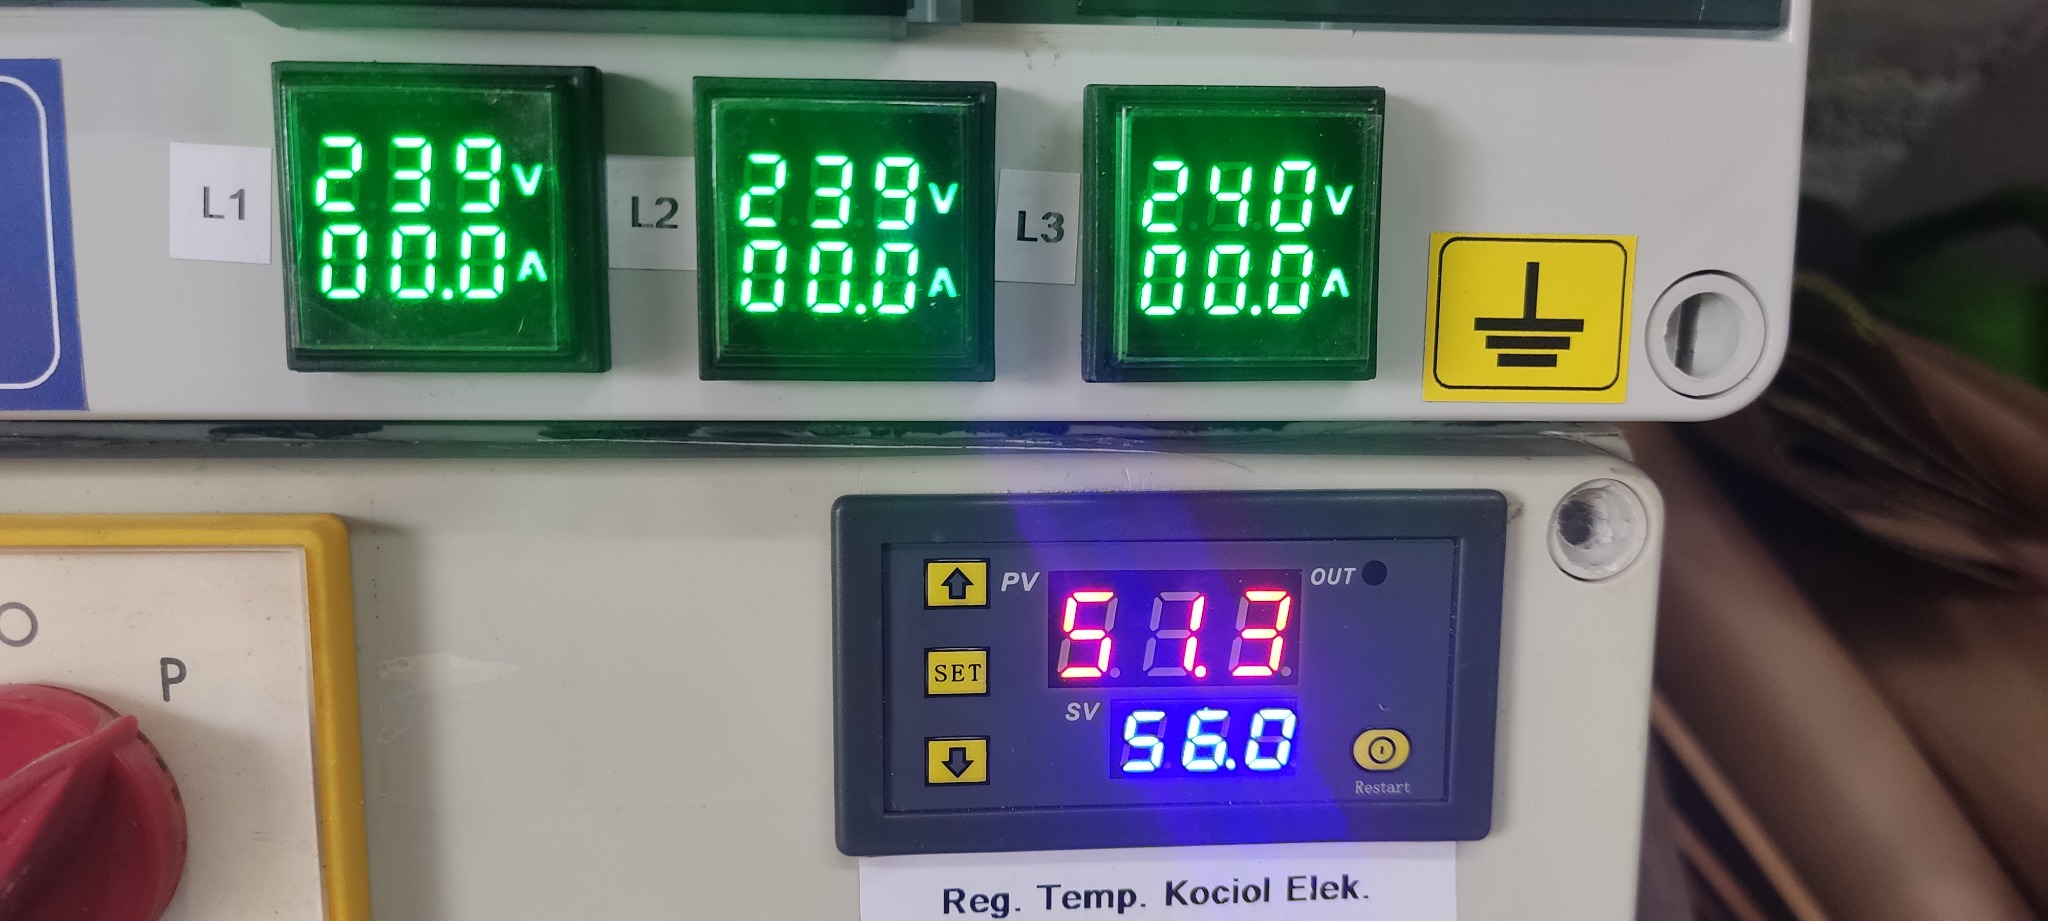 L1
239 V
00.0 A
L2
239 V
00.0 A
L3
240 V
00.0 A
O
P
PV
51.3
OUT
SET
SV
56.0
Restart
Reg. Temp. Kociol Elek.